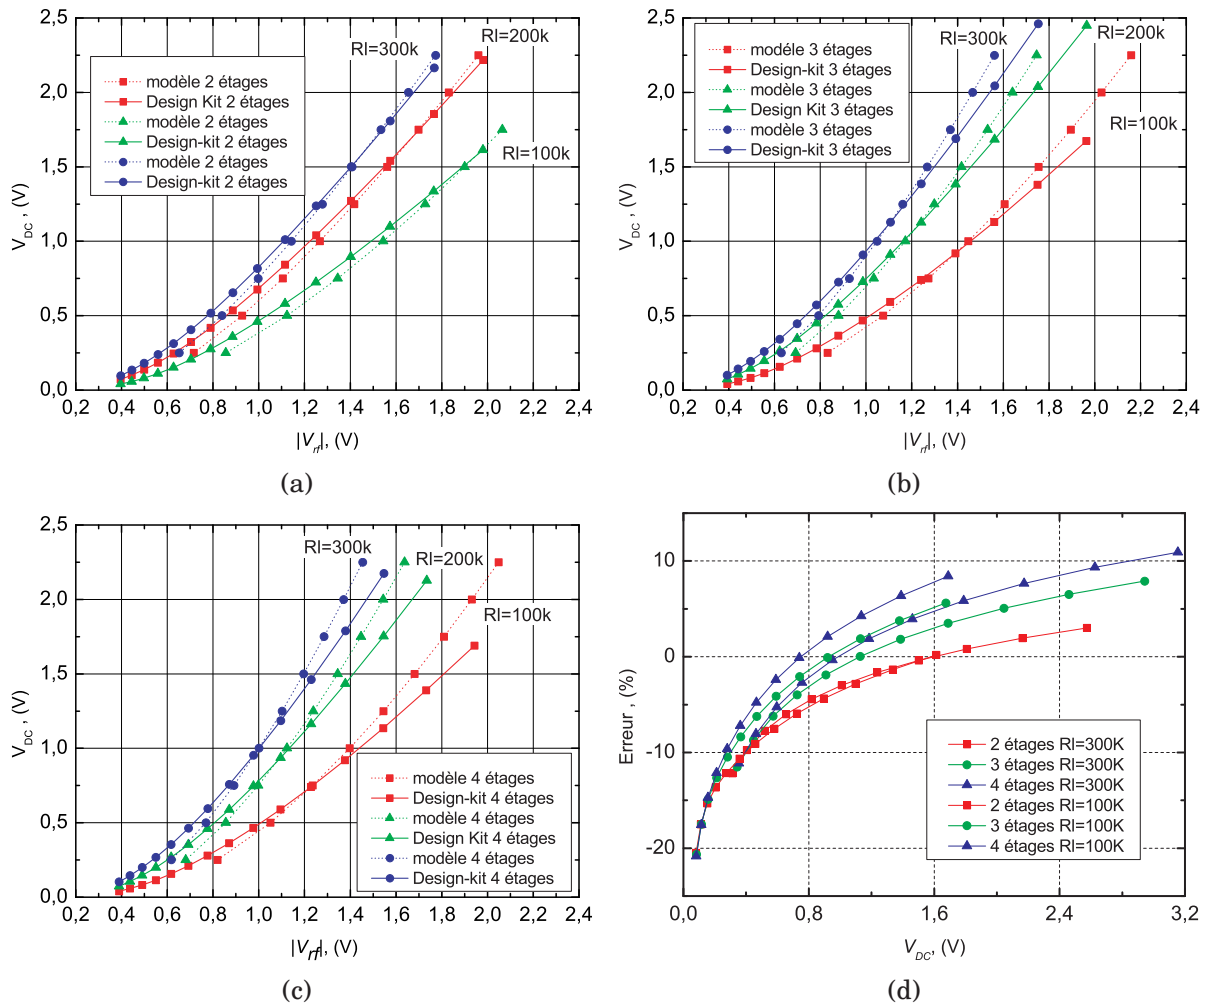 2,5
2,0
1,5
1,0
0,5
0,0
V_DC, (V)
Rl=300k
Rl=200k
Rl=100k
modèle 2 étages
Design Kit 2 étages
modèle 2 étages
Design-kit 2 étages
modèle 2 étages
Design-kit 2 étages
0,2 0,4 0,6 0,8 1,0 1,2 1,4 1,6 1,8 2,0 2,2 2,4
|V_rf|, (V)
(a)
2,5
2,0
1,5
1,0
0,5
0,0
V_DC, (V)
Rl=300k
Rl=200k
Rl=100k
modéle 3 étages
Design-kit 3 étages
modèle 3 étages
Design Kit 3 étages
modèle 3 étages
Design-kit 3 étages
0,2 0,4 0,6 0,8 1,0 1,2 1,4 1,6 1,8 2,0 2,2 2,4
|V_rf|, (V)
(b)
2,5
2,0
1,5
1,0
0,5
0,0
V_DC, (V)
Rl=300k
Rl=200k
Rl=100k
modèle 4 étages
Design-kit 4 étages
modèle 4 étages
Design Kit 4 étages
modèle 4 étages
Design-kit 4 étages
0,2 0,4 0,6 0,8 1,0 1,2 1,4 1,6 1,8 2,0 2,2 2,4
|V_rf|, (V)
(c)
10
0
-10
-20
Erreur, (%)
2 étages Rl=300K
3 étages Rl=300K
4 étages Rl=300K
2 étages Rl=100K
3 étages Rl=100K
4 étages Rl=100K
0,0 0,8 1,6 2,4 3,2
V_DC, (V)
(d)